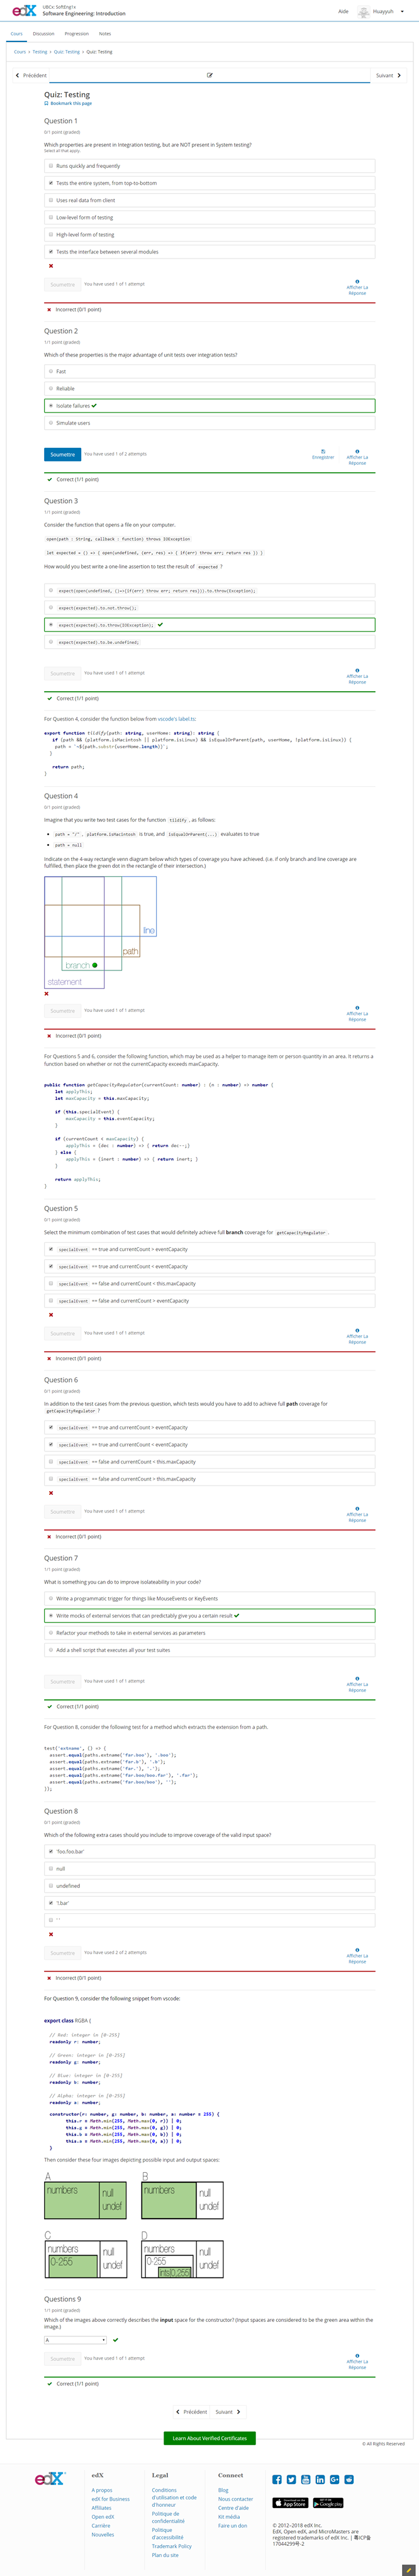 edX
UBCx: SoftEng1x
Software Engineering: Introduction
Aide
Huayyuh
Cours Discussion Progression Notes
Cours > Testing > Quiz: Testing > Quiz: Testing
Précédent
Suivant
Quiz: Testing
Bookmark this page
Question 1
0/1 point (graded)
Which properties are present in Integration testing, but are NOT present in System testing?
Select all that apply.
Runs quickly and frequently
Tests the entire system, from top-to-bottom
Uses real data from client
Low-level form of testing
High-level form of testing
Tests the interface between several modules
Soumettre
You have used 1 of 1 attempt
Afficher La
Réponse
Incorrect (0/1 point)
Question 2
1/1 point (graded)
Which of these properties is the major advantage of unit tests over integration tests?
Fast
Reliable
Isolate failures
Simulate users
Soumettre
You have used 1 of 2 attempts
Enregistrer
Afficher La
Réponse
Correct (1/1 point)
Question 3
1/1 point (graded)
Consider the function that opens a file on your computer.
open(path : String, callback : function) throws IOException
let expected = () => { open(undefined, (err, res) => { if(err) throw err; return res }) }
How would you best write a one-line assertion to test the result of expected ?
expect(open(undefined, ()=>{if(err) throw err; return res})).to.throw(Exception);
expect(expected).to.not.throw();
expect(expected).to.throw(IOException);
expect(expected).to.be.undefined;
Soumettre
You have used 1 of 1 attempt
Afficher La
Réponse
Correct (1/1 point)
For Question 4, consider the function below from vscode's label.ts:
export function tildify(path: string, userHome: string): string {
if (path && (platform.isMacintosh || platform.isLinux) && isEqualOrParent(path, userHome, !platform.isLinux)) {
path = `~${path.substr(userHome.length)}`;
}
return path;
}
Question 4
0/1 point (graded)
Imagine that you write two test cases for the function tildify , as follows:
path = "/" , platform.isMacintosh is true, and isEqualOrParent(...) evaluates to true
path = null
Indicate on the 4-way rectangle venn diagram below which types of coverage you have achieved. (i.e. if only branch and line coverage are
fulfilled, then place the green dot in the rectangle of their intersection.)
line
path
branch
statement
Soumettre
You have used 1 of 1 attempt
Afficher La
Réponse
Incorrect (0/1 point)
For Questions 5 and 6, consider the following function, which may be used as a helper to manage item or person quantity in an area. It returns a
function based on whether or not the currentCapacity exceeds maxCapacity.
public function getCapacityRegulator(currentCount: number) : (n : number) => number {
let applyThis;
let maxCapacity = this.maxCapacity;
if (this.specialEvent) {
maxCapacity = this.eventCapacity;
}
if (currentCount < maxCapacity) {
applyThis = (dec : number) => { return dec--;}
} else {
applyThis = (inert : number) => { return inert; }
}
return applyThis;
}
Question 5
0/1 point (graded)
Select the minimum combination of test cases that would definitely achieve full branch coverage for getCapacityRegulator .
specialEvent == true and currentCount > eventCapacity
specialEvent == true and currentCount < eventCapacity
specialEvent == false and currentCount < this.maxCapacity
specialEvent == false and currentCount > eventCapacity
Soumettre
You have used 1 of 1 attempt
Afficher La
Réponse
Incorrect (0/1 point)
Question 6
0/1 point (graded)
In addition to the test cases from the previous question, which tests would you have to add to achieve full path coverage for
getCapacityRegulator ?
specialEvent == true and currentCount > eventCapacity
specialEvent == true and currentCount < eventCapacity
specialEvent == false and currentCount < this.maxCapacity
specialEvent == false and currentCount > this.maxCapacity
Soumettre
You have used 1 of 1 attempt
Afficher La
Réponse
Incorrect (0/1 point)
Question 7
1/1 point (graded)
What is something you can do to improve isolateability in your code?
Write a programmatic trigger for things like MouseEvents or KeyEvents
Write mocks of external services that can predictably give you a certain result
Refactor your methods to take in external services as parameters
Add a shell script that executes all your test suites
Soumettre
You have used 1 of 1 attempt
Afficher La
Réponse
Correct (1/1 point)
For Question 8, concider the following test for a method which extracts the extension from a path.
test('extname', () => {
assert.equal(paths.extname('far.boo'), '.boo');
assert.equal(paths.extname('far.b'), '.b');
assert.equal(paths.extname('far.'), '.');
assert.equal(paths.extname('far.boo/boo.far'), '.far');
assert.equal(paths.extname('far.boo/boo'), '');
});
Question 8
0/1 point (graded)
Which of the following extra cases should you include to improve coverage of the valid input space?
'foo.foo.bar'
null
undefined
'!.bar'
' '
Soumettre
You have used 2 of 2 attempts
Afficher La
Réponse
Incorrect (0/1 point)
For Question 9, consider the following snippet from vscode:
export class RGBA {
// Red: integer in [0-255]
readonly r: number;
// Green: integer in [0-255]
readonly g: number;
// Blue: integer in [0-255]
readonly b: number;
// Alpha: integer in [0-255]
readonly a: number;
constructor(r: number, g: number, b: number, a: number = 255) {
this.r = Math.min(255, Math.max(0, r)) | 0;
this.g = Math.min(255, Math.max(0, g)) | 0;
this.b = Math.min(255, Math.max(0, b)) | 0;
this.a = Math.min(255, Math.max(0, a)) | 0;
}
Then consider these four images depicting possible input and output spaces:
A
numbers
null
undef
B
numbers
null
undef
C
numbers
0-255
null
undef
D
numbers
0-255
ints[0-255]
null
undef
Questions 9
1/1 point (graded)
Which of the images above correctly describes the input space for the constructor? (Input spaces are considered to be the green area within the
image.)
A
Soumettre
You have used 1 of 1 attempt
Afficher La
Réponse
Correct (1/1 point)
Précédent
Suivant
Learn About Verified Certificates
© All Rights Reserved
edX
edX
A propos
edX for Business
Affiliates
Open edX
Carrière
Nouvelles
Legal
Conditions
d'utilisation et code
d'honneur
Politique de
confidentialité
Politique
d'accessibilité
Trademark Policy
Plan du site
Connect
Blog
Nous contacter
Centre d'aide
Kit média
Faire un don
App Store
Google play
© 2012–2018 edX Inc.
EdX, Open edX, and MicroMasters are
registered trademarks of edX Inc. | 粤ICP备
17044299号-2